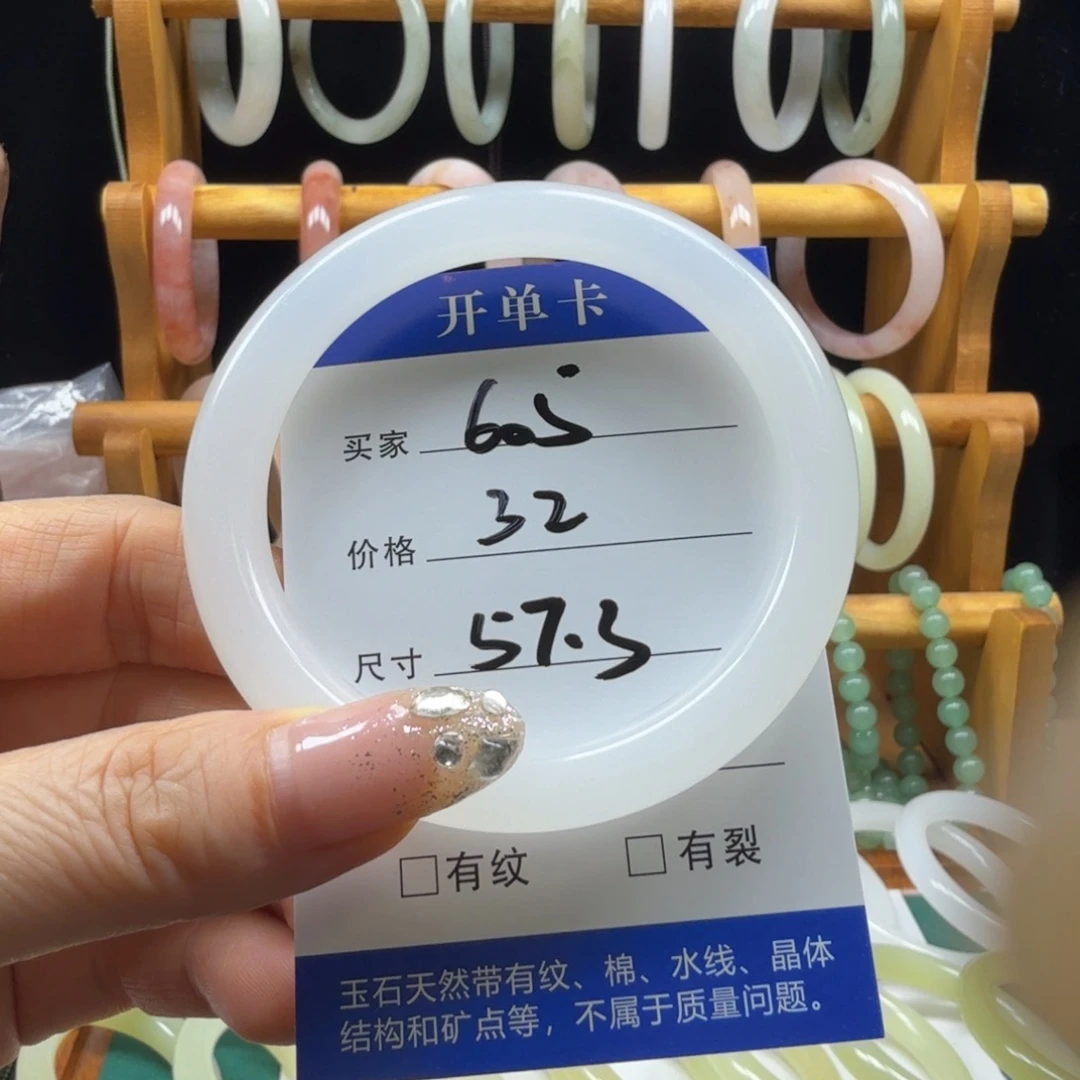 开单卡
买家 605
价格 32
尺寸 57.5
□有纹 □有裂
玉石天然带有纹、棉、水线、晶体
结构和矿点等，不属于质量问题。